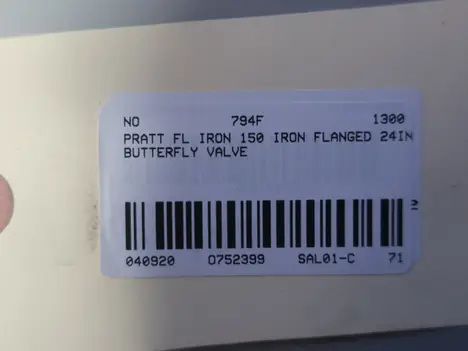 NO 794F 1300
PRATT FL IRON 150 IRON FLANGED 24IN
BUTTERFLY VALVE
040920 0752399 SAL01-C 71